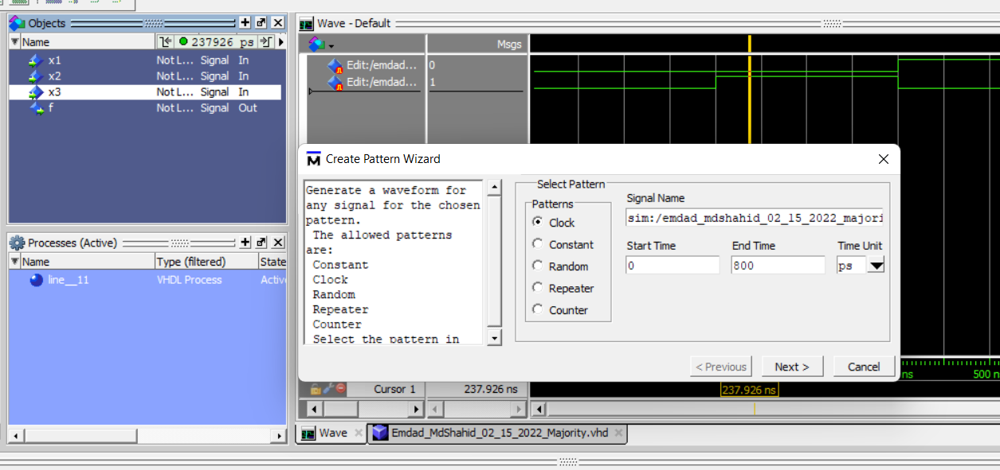 Objects
Name 237926 ps
x1 Not L... Signal In
x2 Not L... Signal In
x3 Not L... Signal In
f Not L... Signal Out
Processes (Active)
Name Type (filtered) State
line__11 VHDL Process Active
Wave - Default
Msgs
Edit:/emdad... 0
Edit:/emdad... 1
Create Pattern Wizard
Generate a waveform for
any signal for the chosen
pattern.
The allowed patterns
are:
Constant
Clock
Random
Repeater
Counter
Select the pattern in
Select Pattern
Patterns
Clock
Constant
Random
Repeater
Counter
Signal Name
sim:/emdad_mdshahid_02_15_2022_majori
Start Time End Time Time Unit
0 800 ps
< Previous Next > Cancel
ns 500 n
Cursor 1 237.926 ns 237.926 ns
Wave Emdad_MdShahid_02_15_2022_Majority.vhd